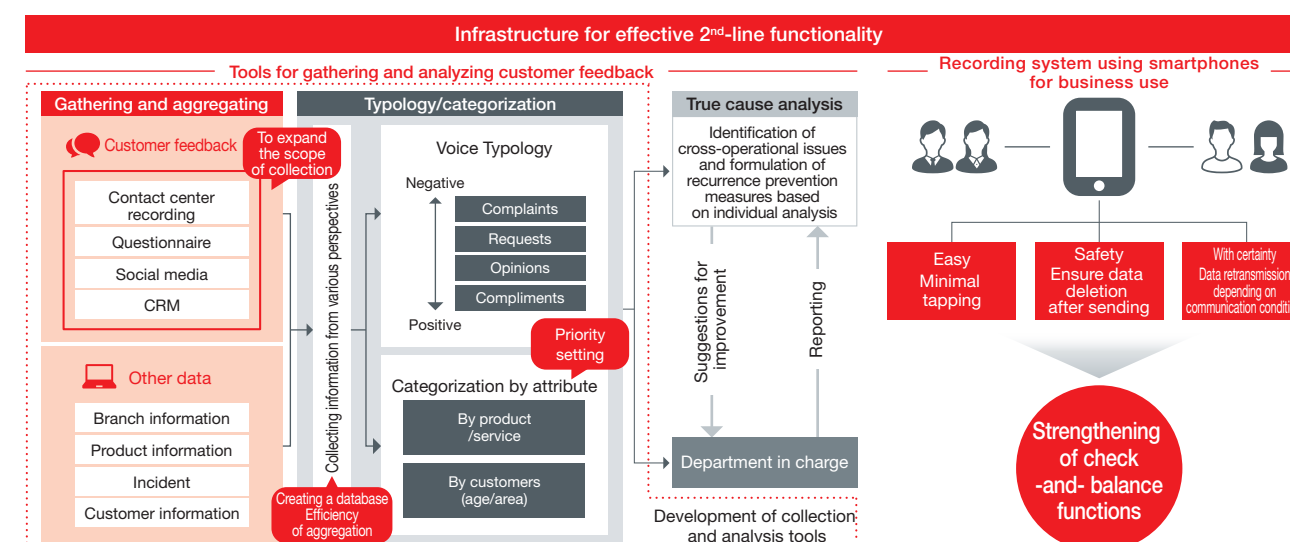 Infrastructure for effective 2nd-line functionality
Tools for gathering and analyzing customer feedback
Gathering and aggregating
Customer feedback
To expand
the scope
of collection
Contact center
recording
Questionnaire
Social media
CRM
Other data
Branch information
Product information
Incident
Customer information
Typology/categorization
Collecting information from various perspectives
Creating a database
Efficiency
of aggregation
Voice Typology
Negative
Complaints
Requests
Opinions
Compliments
Positive
Priority
setting
Categorization by attribute
By product
/service
By customers
(age/area)
True cause analysis
Identification of
cross-operational issues
and formulation of
recurrence prevention
measures based
on individual analysis
Suggestions for
improvement
Reporting
Department in charge
Development of collection
and analysis tools
Recording system using smartphones
for business use
Easy
Minimal
tapping
Safety
Ensure data
deletion
after sending
With certainty
Data retransmission
depending on
communication
Strengthening
of check
-and- balance
functions